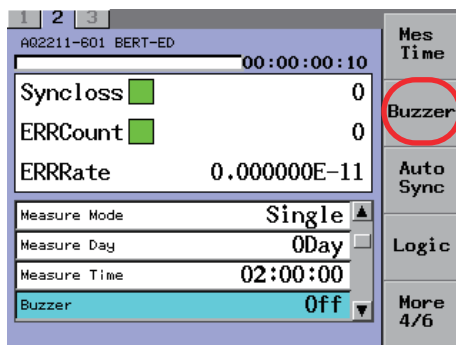 1 2 3
AQ2211-601 BERT-ED
00:00:00:10
Syncloss 0
ERRCount 0
ERRRate 0.000000E-11
Measure Mode Single
Measure Day 0Day
Measure Time 02:00:00
Buzzer Off
Mes
Time
Buzzer
Auto
Sync
Logic
More
4/6